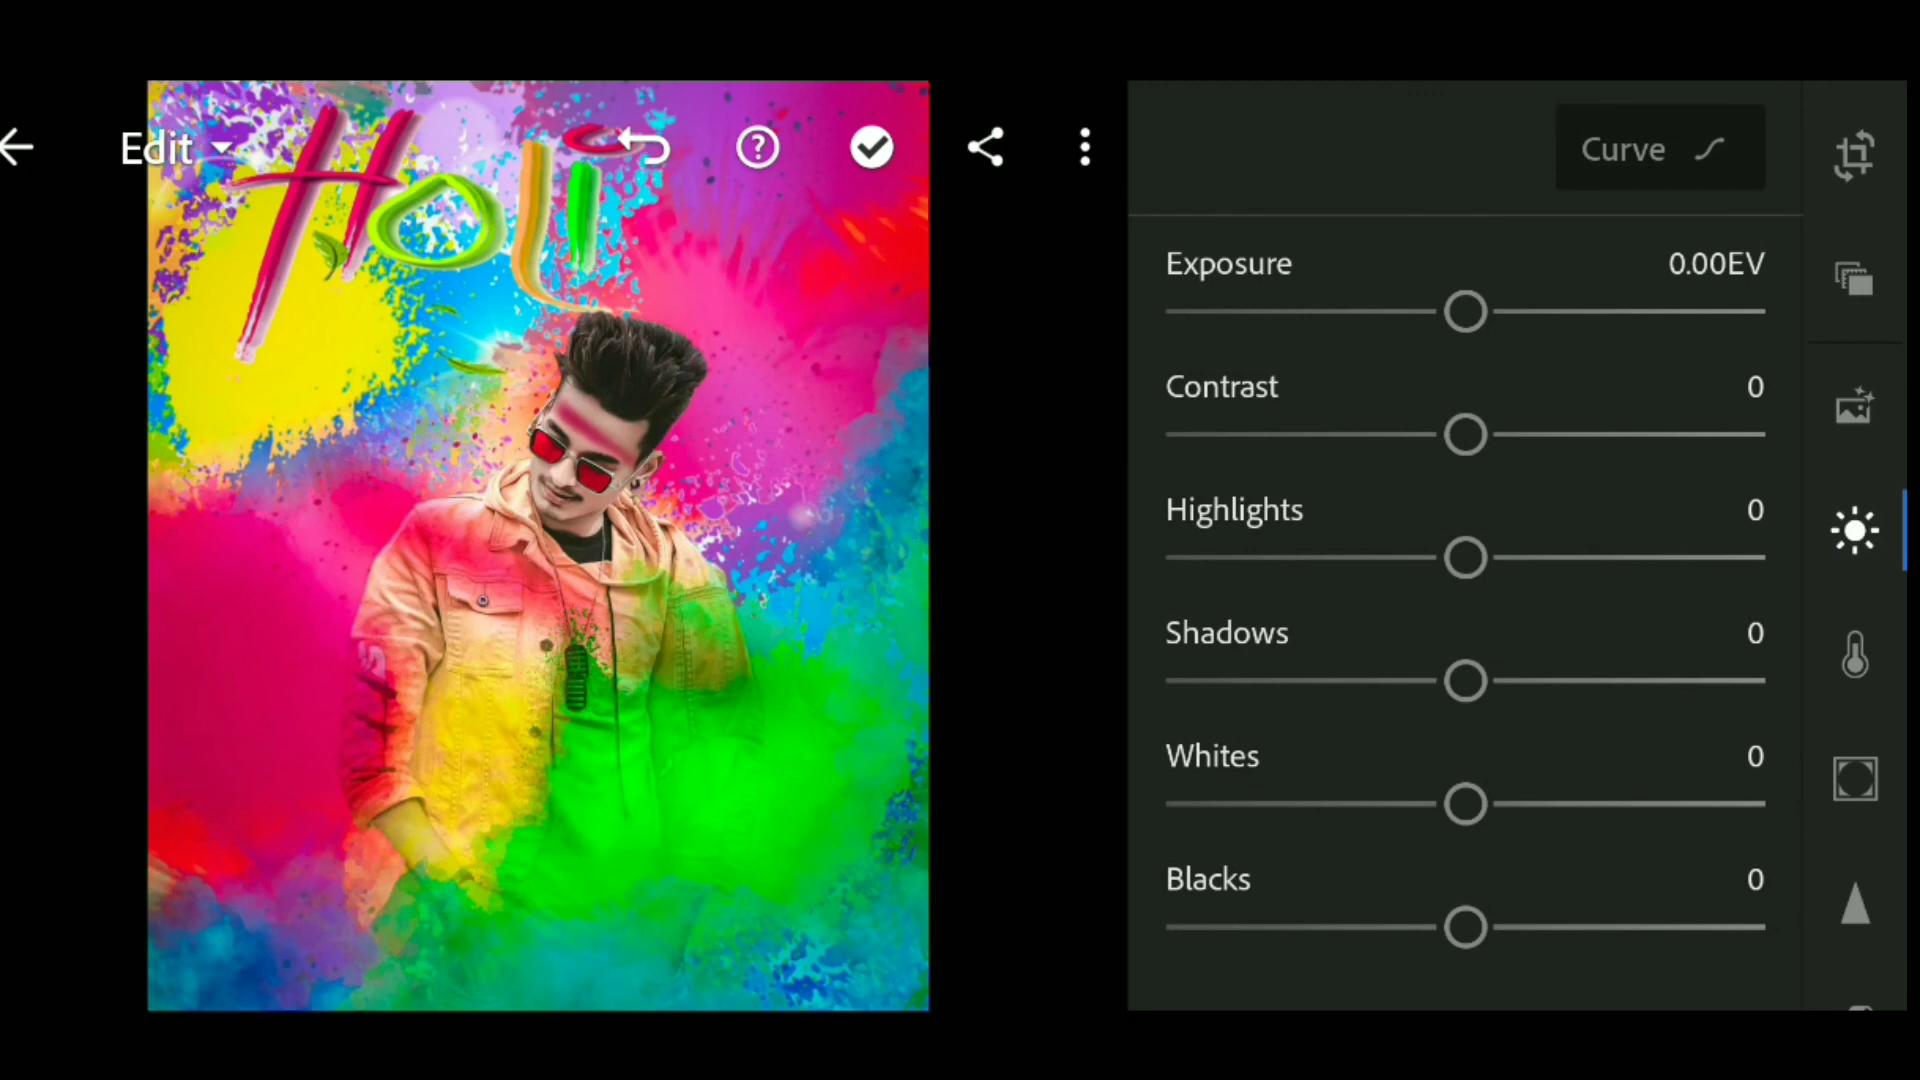 Edit
Holi
Curve
Exposure 0.00EV
Contrast 0
Highlights 0
Shadows 0
Whites 0
Blacks 0